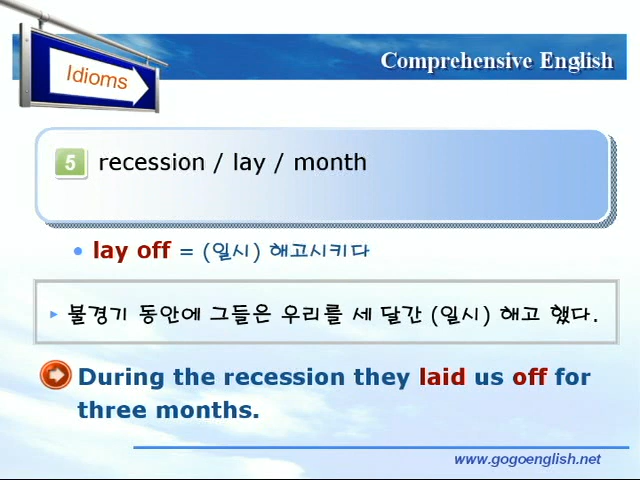 Idioms
Comprehensive English
5 recession / lay / month
• lay off = (일시) 해고시키다
▸ 불경기 동안에 그들은 우리를 세 달간 (일시) 해고 했다.
During the recession they laid us off for
three months.
www.gogoenglish.net